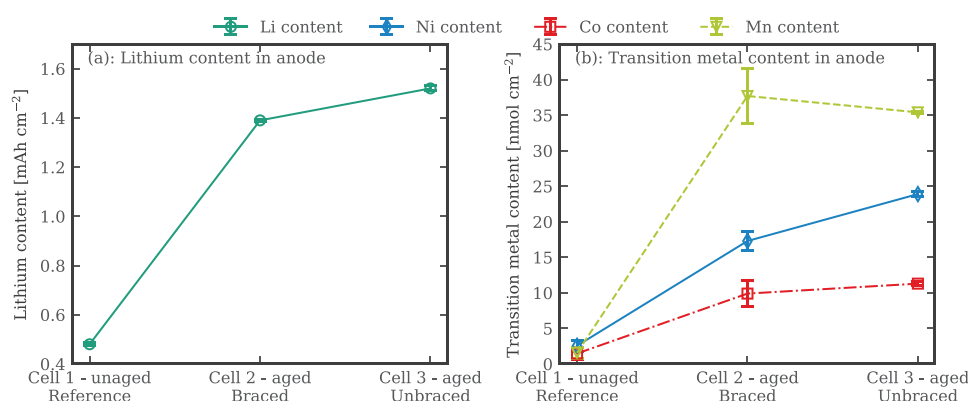 Li content Ni content Co content Mn content
(a): Lithium content in anode
Lithium content [mAh cm−2]
1.6
1.4
1.2
1.0
0.8
0.6
0.4
Cell 1 - unaged
Reference
Cell 2 - aged
Braced
Cell 3 - aged
Unbraced
(b): Transition metal content in anode
Transition metal content [nmol cm−2]
45
40
35
30
25
20
15
10
5
0
Cell 1 - unaged
Reference
Cell 2 - aged
Braced
Cell 3 - aged
Unbraced